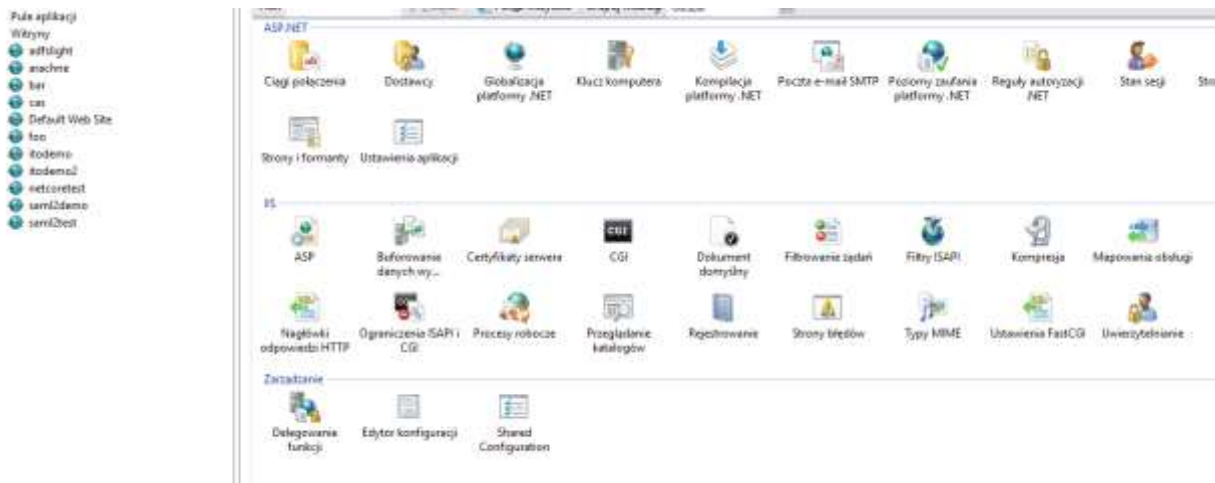 Pule aplikacji
Witryny
adfslight
arachne
bar
cas
Default Web Site
foo
itodemo
itodemo2
netcoretest
saml2demo
saml2test
ASP.NET
Ciągi połączenia Dostawcy Globalizacja platformy .NET Klucz komputera Kompilacja platformy .NET Poczta e-mail SMTP Poziomy zaufania platformy .NET Reguły autoryzacji .NET Stan sesji
Strony i formanty Ustawienia aplikacji
IIS
ASP Buforowanie danych wy... Certyfikaty serwera CGI Dokument domyślny Filtrowanie żądań Filtry ISAPI Kompresja Mapowania obsługi
Nagłówki odpowiedzi HTTP Ograniczenia ISAPI i CGI Procesy robocze Przeglądanie katalogów Rejestrowanie Strony błędów Typy MIME Ustawienia FastCGI Uwierzytelnianie
Zarządzanie
Delegowanie funkcji Edytor konfiguracji Shared Configuration